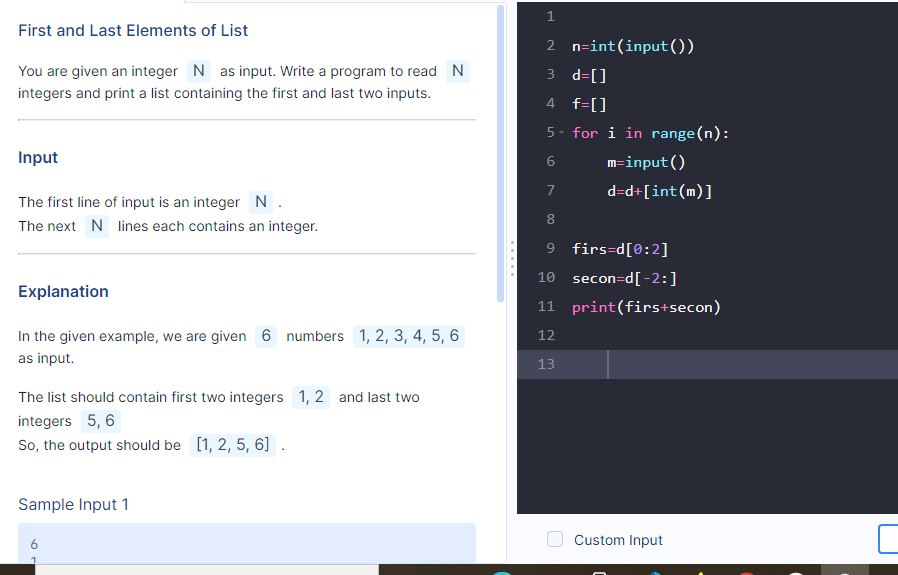 First and Last Elements of List
You are given an integer N as input. Write a program to read N
integers and print a list containing the first and last two inputs.
Input
The first line of input is an integer N .
The next N lines each contains an integer.
Explanation
In the given example, we are given 6 numbers 1, 2, 3, 4, 5, 6
as input.
The list should contain first two integers 1, 2 and last two
integers 5, 6
So, the output should be [1, 2, 5, 6] .
Sample Input 1
6
1
1
2 n=int(input())
3 d=[]
4 f=[]
5 for i in range(n):
6     m=input()
7     d=d+[int(m)]
8
9 firs=d[0:2]
10 secon=d[-2:]
11 print(firs+secon)
12
13
Custom Input